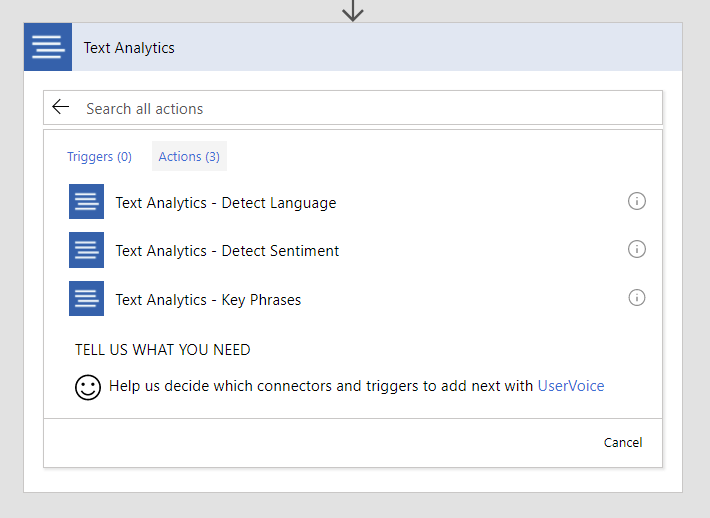 Text Analytics
Search all actions
Triggers (0) Actions (3)
Text Analytics - Detect Language
Text Analytics - Detect Sentiment
Text Analytics - Key Phrases
TELL US WHAT YOU NEED
Help us decide which connectors and triggers to add next with UserVoice
Cancel